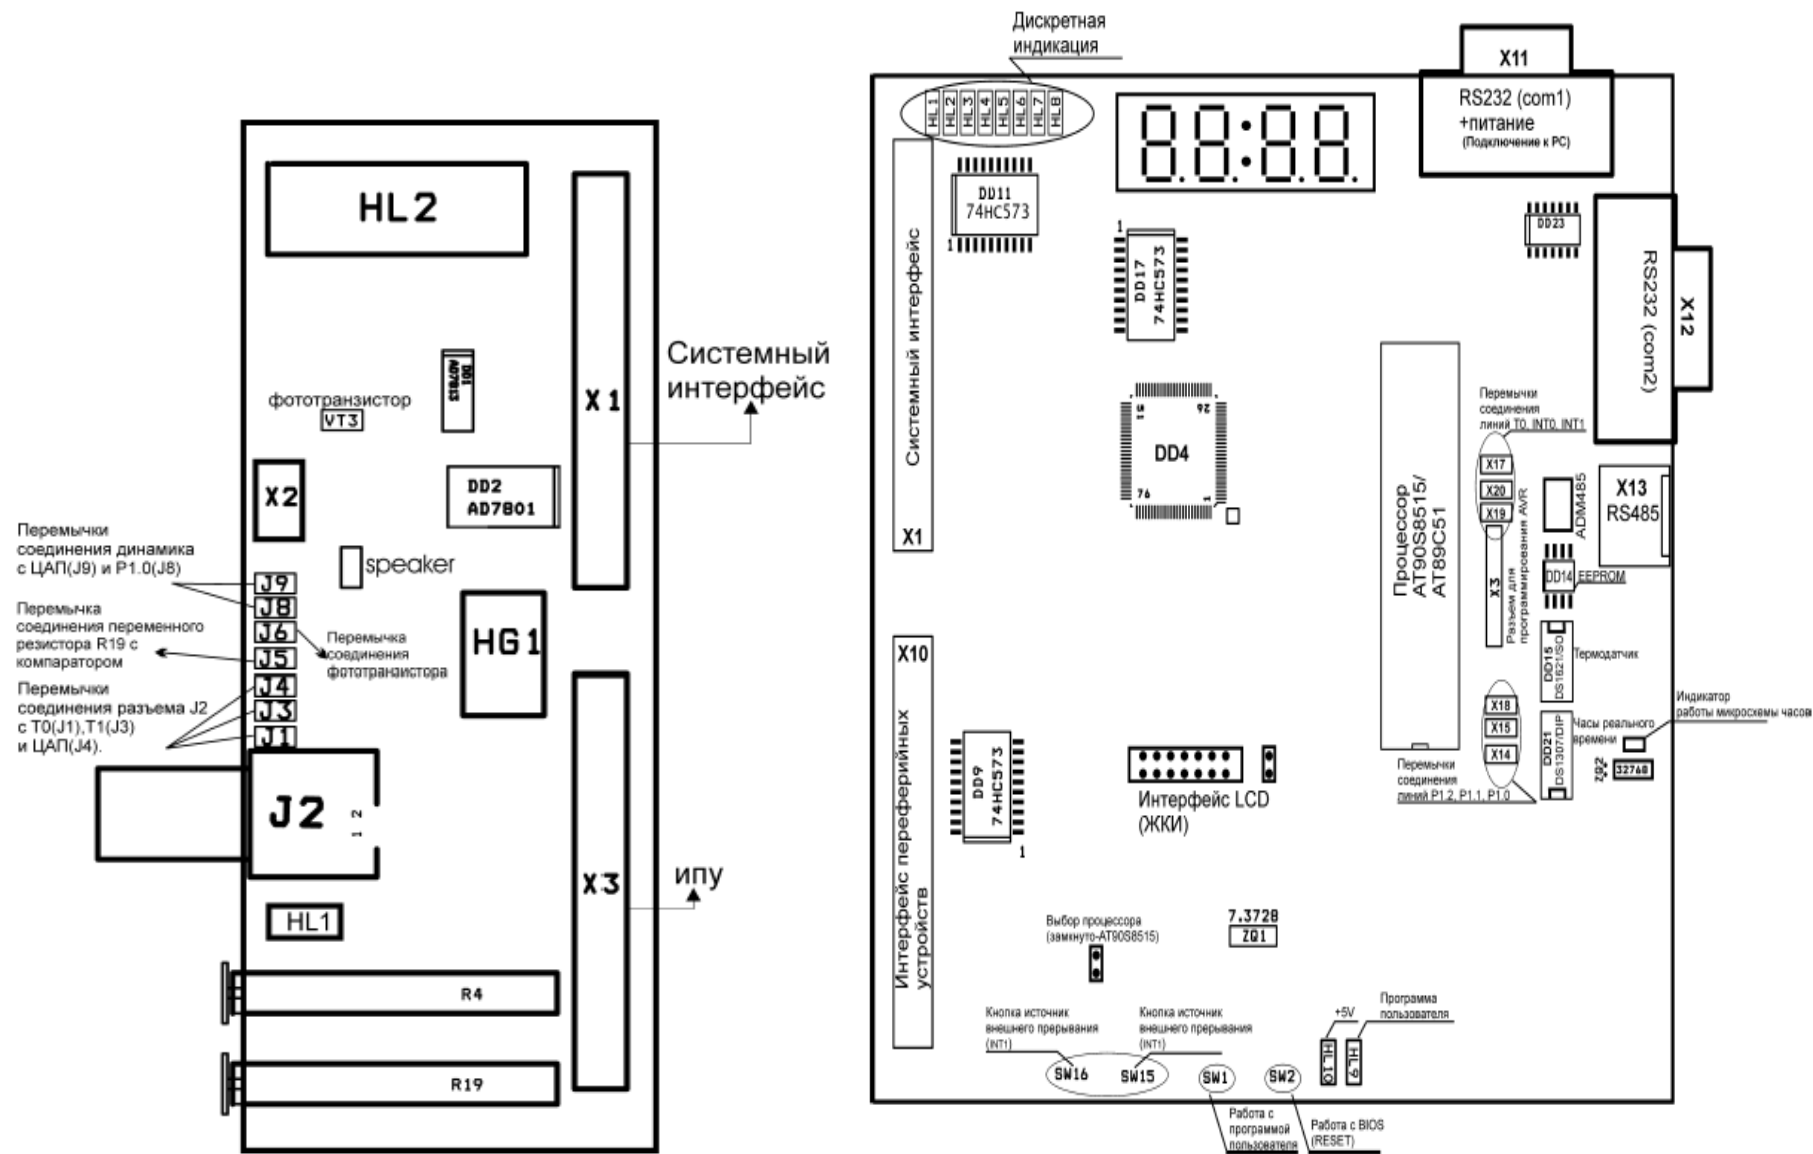 HL2
X1
Системный
интерфейс
DD1
AD7813
фототранзистор
VT3
X2
DD2
AD7801
speaker
Перемычки
соединения динамика
с ЦАП(J9) и P1.0(J8)
J9
J8
Перемычка
соединения переменного
резистора R19 с
компаратором
J6
J5
Перемычка
соединения
фототранзистора
HG1
Перемычки
соединения разъема J2
с T0(J1),T1(J3)
и ЦАП(J4).
J4
J3
J1
J2
1 2
X3
ипу
HL1
R4
R19
Дискретная
индикация
HL1
HL2
HL3
HL4
HL5
HL6
HL7
HL8
X11
RS232 (com1)
+питание
(Подключение к PC)
DD11
74HC573
1
Системный интерфейс
X1
1
DD17
74HC573
DD23
RS232 (com2)
X12
51
26
DD4
76
1
Процессор
AT90S8515/
AT89C51
Перемычки
соединения
линий T0, INT0, INT1
X17
X20
X19
X3
Разъем для
программирования AVR
ADM485
X13
RS485
DD14
EEPROM
DD15
DS1621/SO
Термодатчик
Индикатор
работы микросхемы часов
X18
X15
X14
DD21
DS1307/DIP
Часы реального
времени
ZQ2
32768
Перемычки
соединения
линий P1.2, P1.1, P1.0
X10
Интерфейс переферийных
устройств
DD9
74HC573
1
Интерфейс LCD
(ЖКИ)
Выбор процессора
(замкнуто-AT90S8515)
7.3728
ZQ1
Кнопка источник
внешнего прерывания
(INT1)
Кнопка источник
внешнего прерывания
(INT1)
+5V
Программа
пользователя
SW16
SW15
SW1
SW2
HL10
HL9
Работа с
программой
пользователя
Работа с BIOS
(RESET)